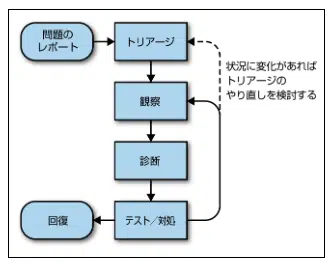 問題の
レポート
トリアージ
状況に変化があれば
トリアージの
やり直しを検討する
観察
診断
回復
テスト／対処